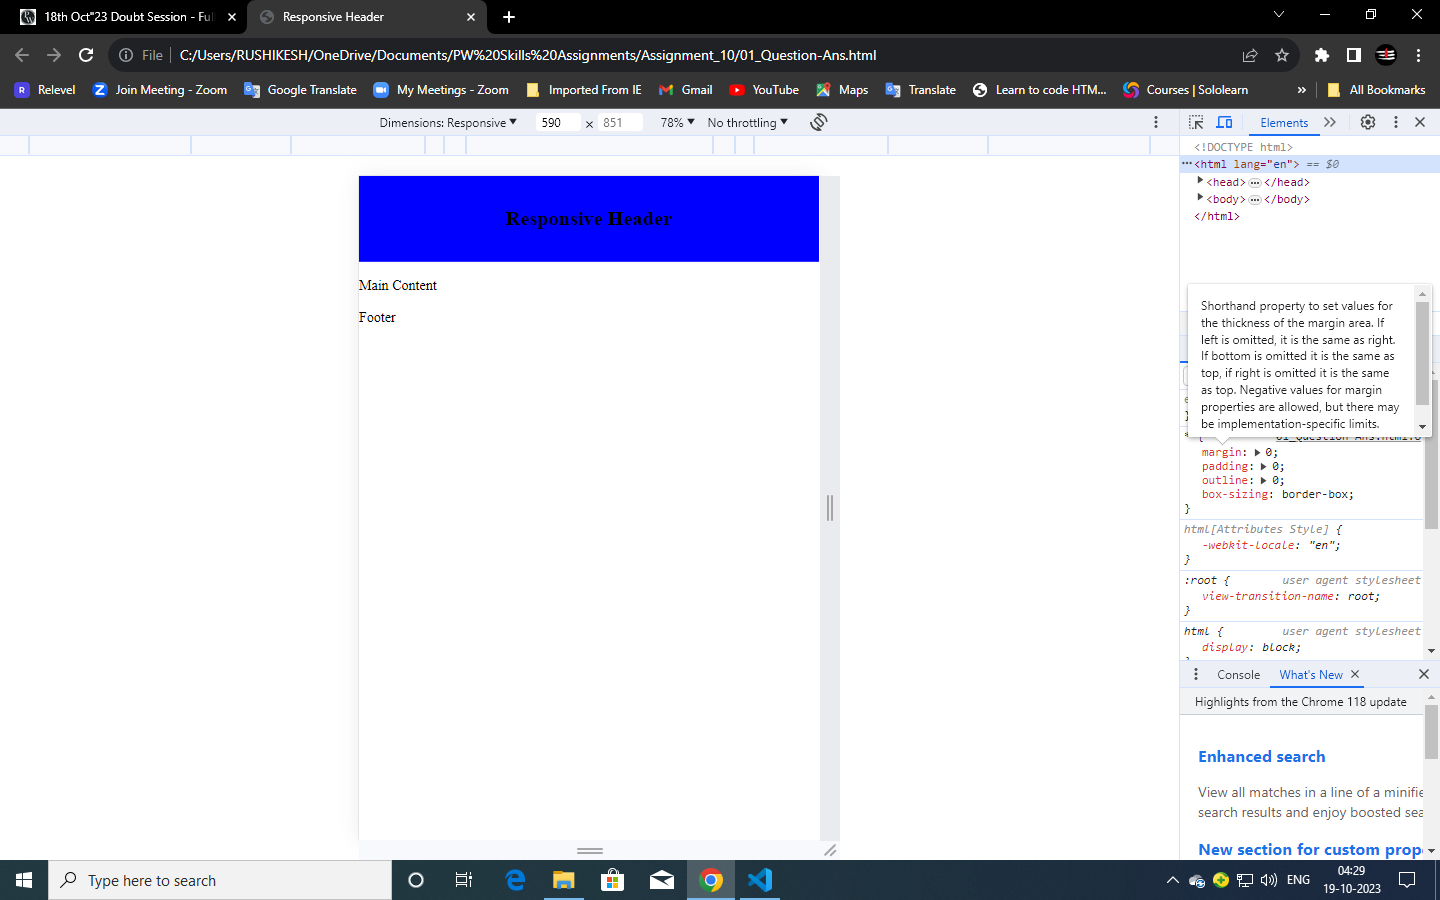 18th Oct"23 Doubt Session - Ful
Responsive Header
File
C:/Users/RUSHIKESH/OneDrive/Documents/PW%20Skills%20Assignments/Assignment_10/01_Question-Ans.html
Relevel
Join Meeting - Zoom
Google Translate
My Meetings - Zoom
Imported From IE
Gmail
YouTube
Maps
Translate
Learn to code HTM...
Courses | Sololearn
»
All Bookmarks
Dimensions: Responsive
590
x
851
78%
No throttling
Elements
Responsive Header
Main Content
Footer
<!DOCTYPE html>
<html lang="en"> == $0
<head> … </head>
<body> … </body>
</html>
Shorthand property to set values for
the thickness of the margin area. If
left is omitted, it is the same as right.
If bottom is omitted it is the same as
top, if right is omitted it is the same
as top. Negative values for margin
properties are allowed, but there may
be implementation-specific limits.
margin: 0;
padding: 0;
outline: 0;
box-sizing: border-box;
}
html[Attributes Style] {
-webkit-locale: "en";
}
:root { user agent stylesheet
view-transition-name: root;
}
html { user agent stylesheet
display: block;
Console
What's New
Highlights from the Chrome 118 update
Enhanced search
View all matches in a line of a minifie
search results and enjoy boosted sea
New section for custom prop
Type here to search
ENG
04:29
19-10-2023